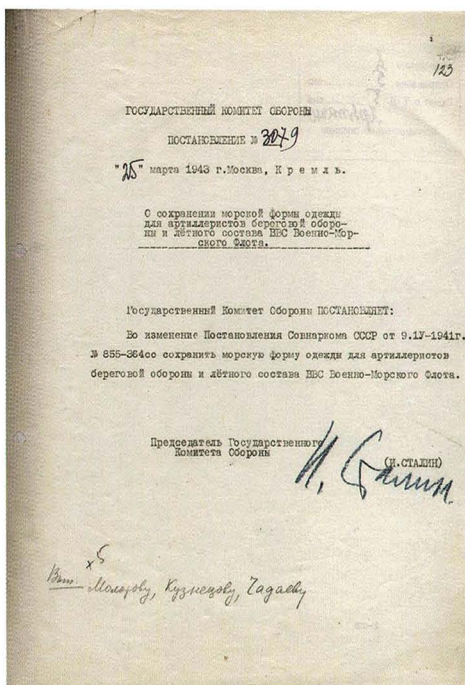 123
ГОСУДАРСТВЕННЫЙ КОМИТЕТ ОБОРОНЫ
ПОСТАНОВЛЕНИЕ № 3079
"25" марта 1943 г.Москва, К р е м л ь.
О сохранении морской формы одежды
для артиллеристов береговой оборо-
ны и лётного состава ВВС Военно-Мор-
ского Флота.
Государственный Комитет Обороны ПОСТАНОВЛЯЕТ:
Во изменение Постановления Совнаркома СССР от 9.1У-1941г.
№ 855-364сс сохранить морскую форму одежды для артиллеристов
береговой обороны и лётного состава ВВС Военно-Морского Флота.
Председатель Государственного
Комитета Обороны
(И.СТАЛИН)
И. Сталин.
Вып.
Молотову, Кузнецову, Чадаеву